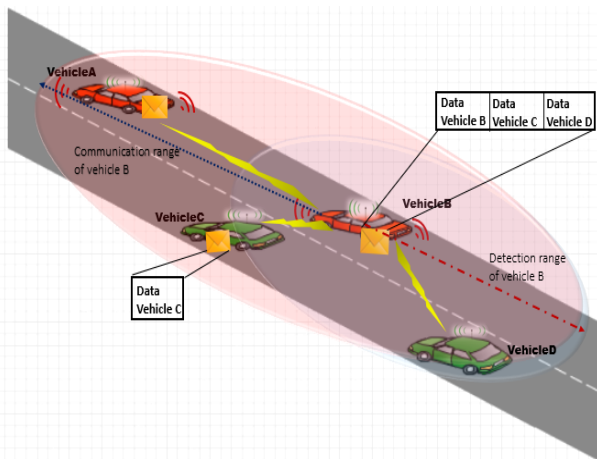 VehicleA
Data Data Data
Vehicle B Vehicle C Vehicle D
Communication range
of vehicle B
VehicleB
VehicleC
Detection range
of vehicle B
Data
Vehicle C
VehicleD